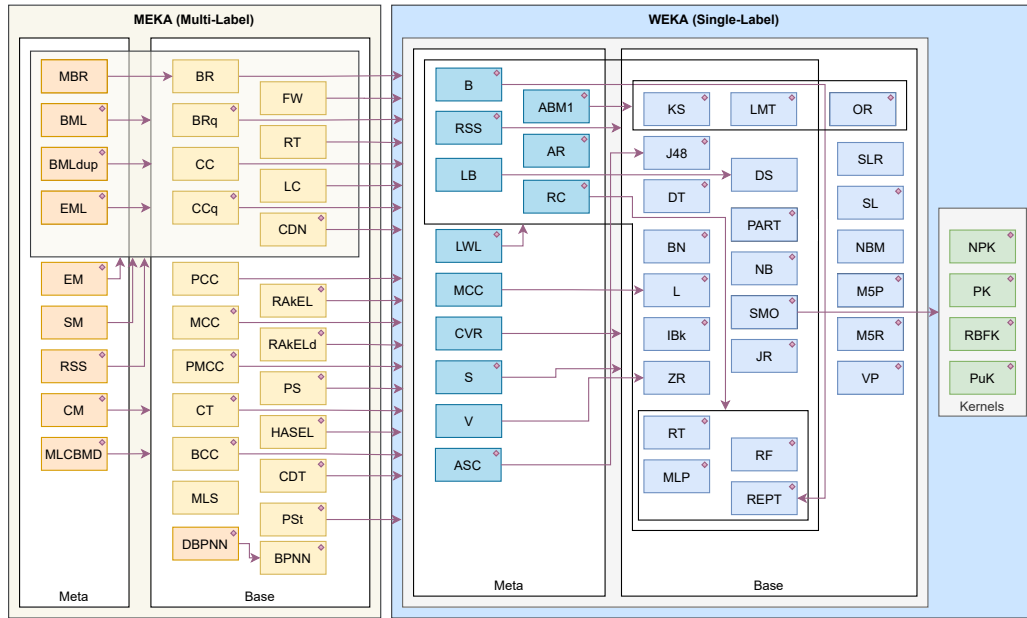 MEKA (Multi-Label)
MBR
BML
BMLdup
EML
EM
SM
RSS
CM
MLCBMD
Meta
BR
BRq
CC
CCq
PCC
MCC
PMCC
CT
BCC
MLS
DBPNN
FW
RT
LC
CDN
RAkEL
RAkELd
PS
HASEL
CDT
PSt
BPNN
Base
WEKA (Single-Label)
B
RSS
LB
LWL
MCC
CVR
S
V
ASC
ABM1
AR
RC
Meta
KS
LMT
OR
J48
DT
BN
L
IBk
ZR
RT
MLP
DS
PART
NB
SMO
JR
RF
REPT
SLR
SL
NBM
M5P
M5R
VP
Base
NPK
PK
RBFK
PuK
Kernels